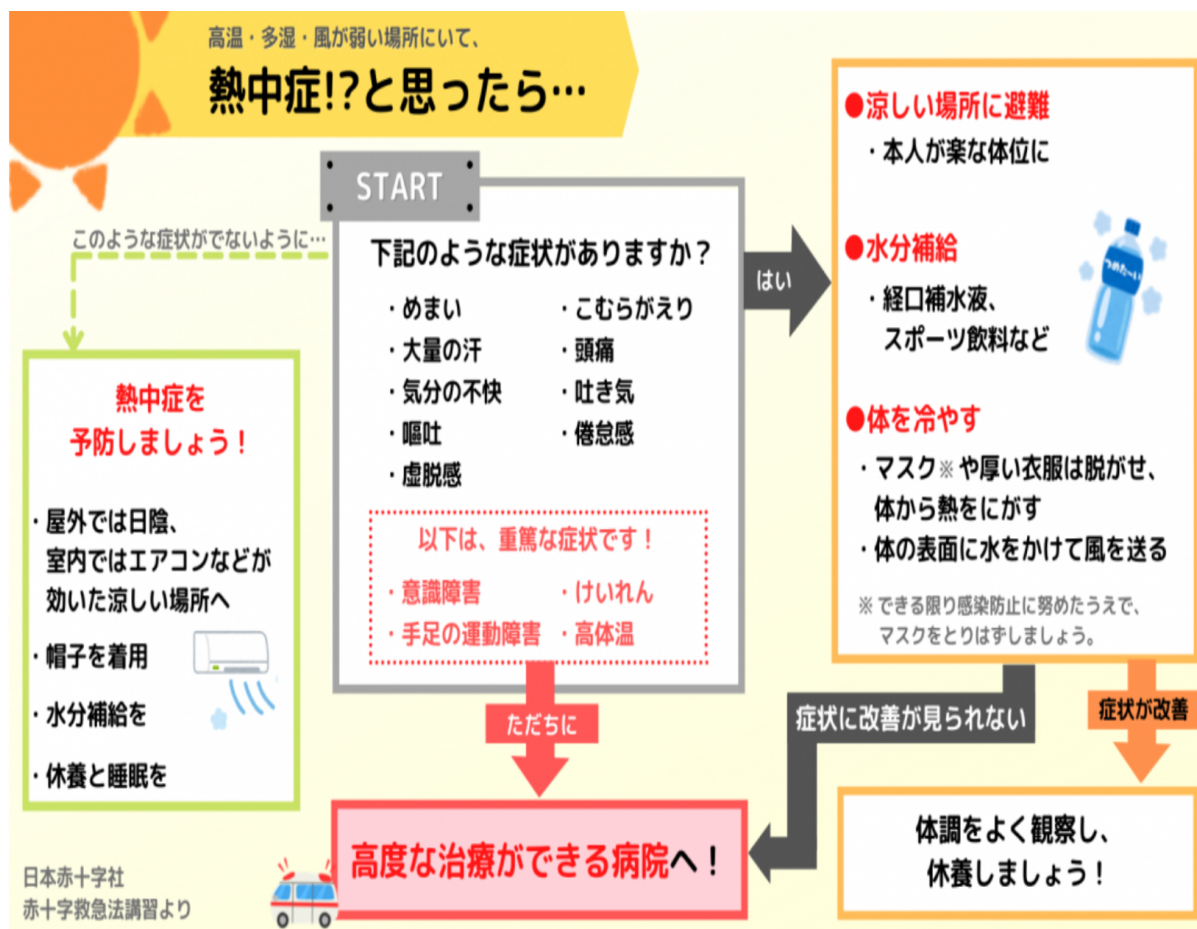 高温・多湿・風が弱い場所にいて、
熱中症!?と思ったら…
START
下記のような症状がありますか？
・めまい
・大量の汗
・気分の不快
・嘔吐
・虚脱感
・こむらがえり
・頭痛
・吐き気
・倦怠感
以下は、重篤な症状です！
・意識障害
・手足の運動障害
・けいれん
・高体温
ただちに
高度な治療ができる病院へ！
はい
●涼しい場所に避難
・本人が楽な体位に
●水分補給
・経口補水液、
スポーツ飲料など
つめた〜い
●体を冷やす
・マスク※や厚い衣服は脱がせ、
体から熱をにがす
・体の表面に水をかけて風を送る
※できる限り感染防止に努めたうえで、
マスクをとりはずしましょう。
症状に改善が見られない
症状が改善
体調をよく観察し、
休養しましょう！
このような症状がでないように…
熱中症を
予防しましょう！
・屋外では日陰、
室内ではエアコンなどが
効いた涼しい場所へ
・帽子を着用
・水分補給を
・休養と睡眠を
日本赤十字社
赤十字救急法講習より